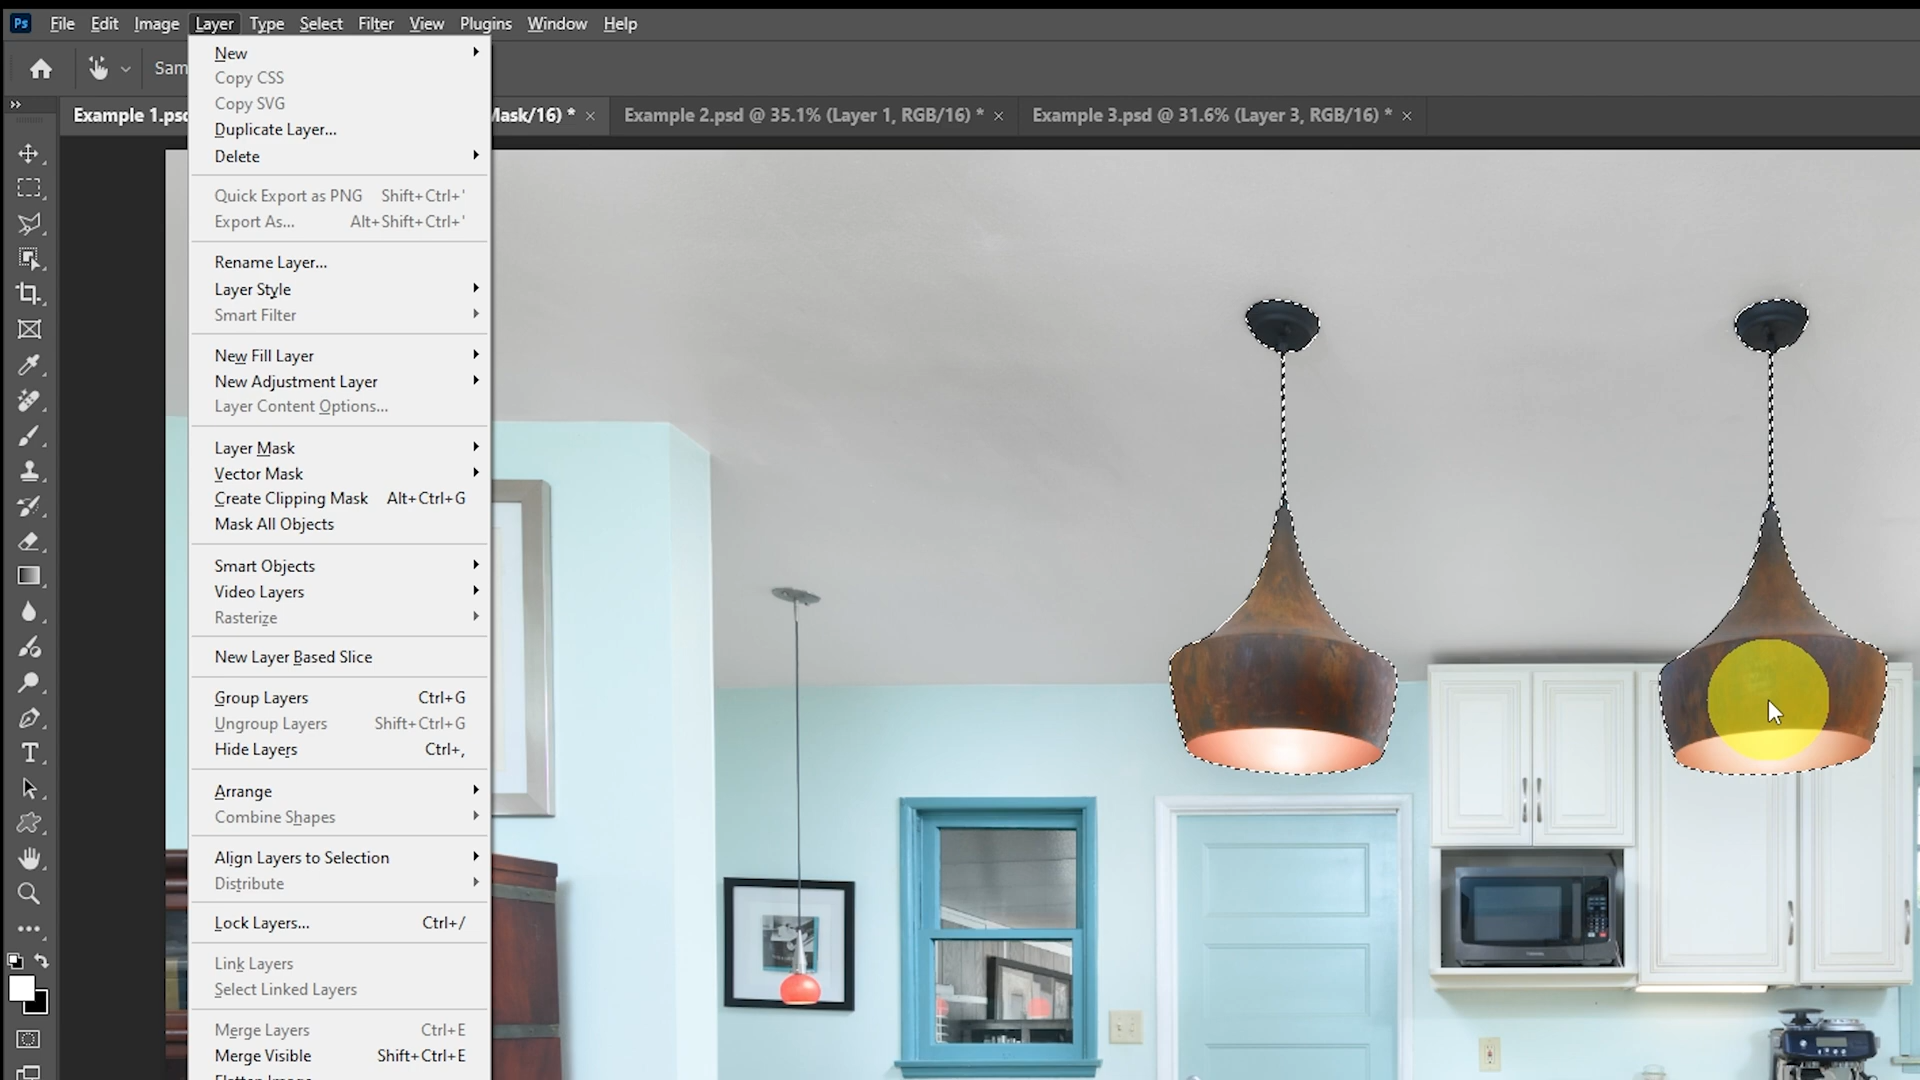 Ps File Edit Image Layer Type Select Filter View Plugins Window Help
Sam
Example 1.psd Mask/16) * × Example 2.psd @ 35.1% (Layer 1, RGB/16) * × Example 3.psd @ 31.6% (Layer 3, RGB/16) * ×
New
Copy CSS
Copy SVG
Duplicate Layer...
Delete
Quick Export as PNG Shift+Ctrl+'
Export As... Alt+Shift+Ctrl+'
Rename Layer...
Layer Style
Smart Filter
New Fill Layer
New Adjustment Layer
Layer Content Options...
Layer Mask
Vector Mask
Create Clipping Mask Alt+Ctrl+G
Mask All Objects
Smart Objects
Video Layers
Rasterize
New Layer Based Slice
Group Layers Ctrl+G
Ungroup Layers Shift+Ctrl+G
Hide Layers Ctrl+,
Arrange
Combine Shapes
Align Layers to Selection
Distribute
Lock Layers... Ctrl+/
Link Layers
Select Linked Layers
Merge Layers Ctrl+E
Merge Visible Shift+Ctrl+E
Flatten Image